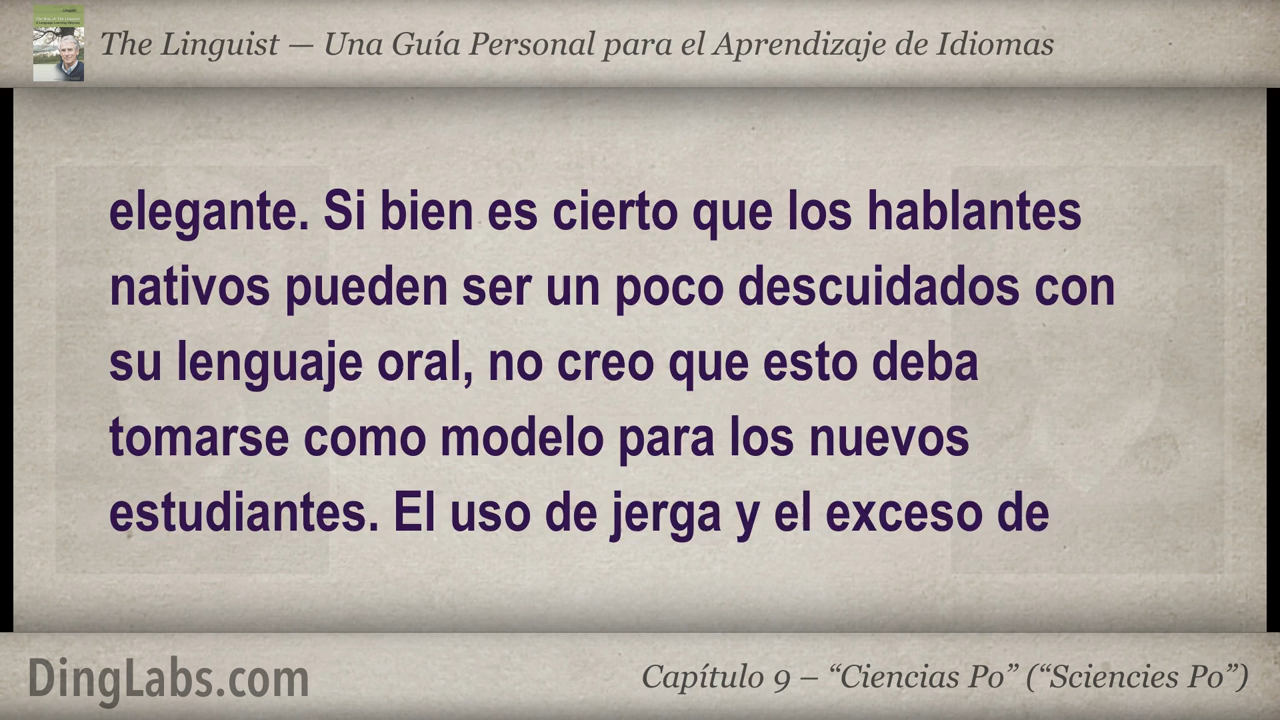 The Linguist — Una Guía Personal para el Aprendizaje de Idiomas
elegante. Si bien es cierto que los hablantes
nativos pueden ser un poco descuidados con
su lenguaje oral, no creo que esto deba
tomarse como modelo para los nuevos
estudiantes. El uso de jerga y el exceso de
DingLabs.com
Capítulo 9 – “Ciencias Po” (“Sciencies Po”)